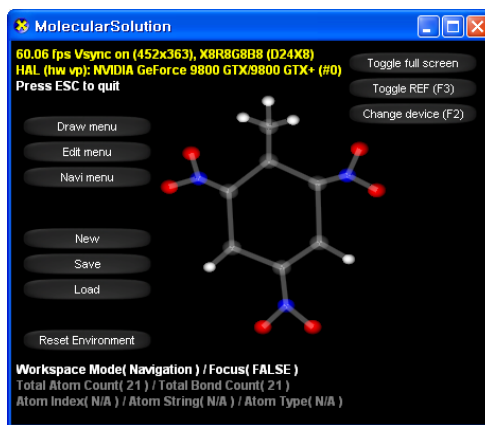 MolecularSolution
60.06 fps Vsync on (452x363), X8R8G8B8 (D24X8)
HAL (hw vp): NVIDIA GeForce 9800 GTX/9800 GTX+ (#0)
Press ESC to quit
Toggle full screen
Toggle REF (F3)
Change device (F2)
Draw menu
Edit menu
Navi menu
New
Save
Load
Reset Environment
Workspace Mode( Navigation ) / Focus( FALSE )
Total Atom Count( 21 ) / Total Bond Count( 21 )
Atom Index( N/A ) / Atom String( N/A ) / Atom Type( N/A )